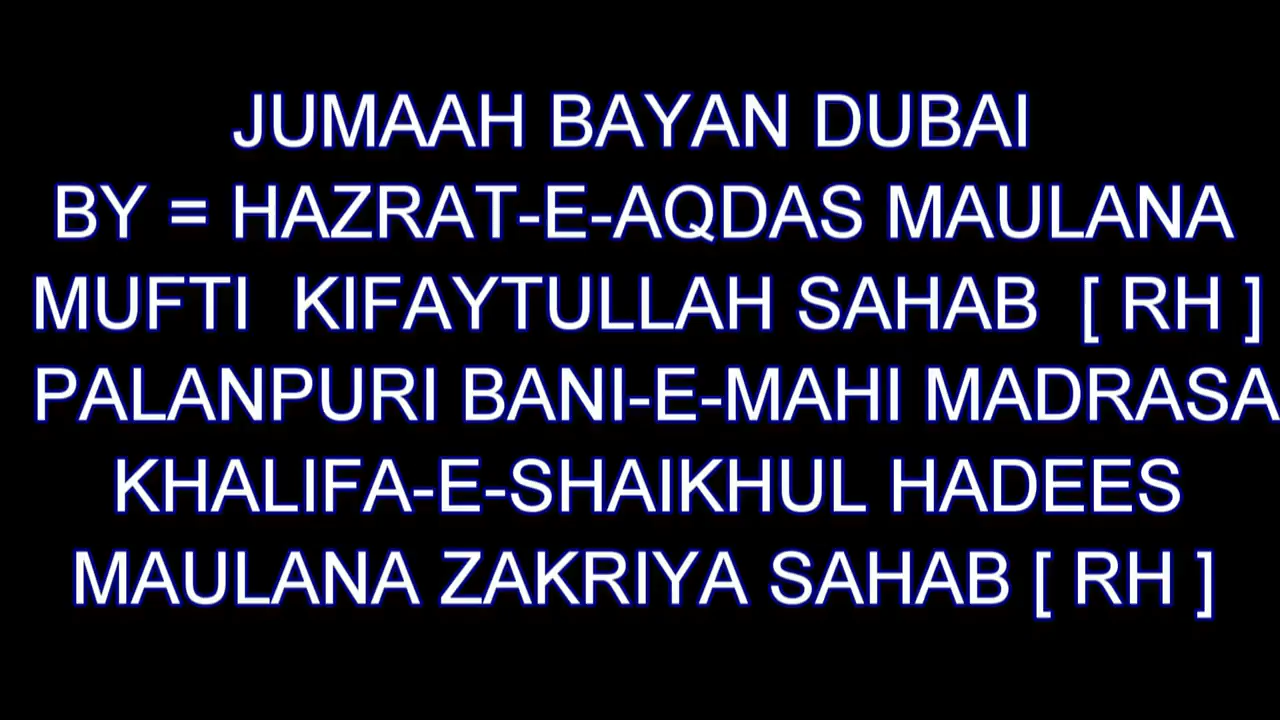 JUMAAH BAYAN DUBAI
BY = HAZRAT-E-AQDAS MAULANA
MUFTI  KIFAYTULLAH SAHAB  [ RH ]
PALANPURI BANI-E-MAHI MADRASA
KHALIFA-E-SHAIKHUL HADEES
MAULANA ZAKRIYA SAHAB [ RH ]